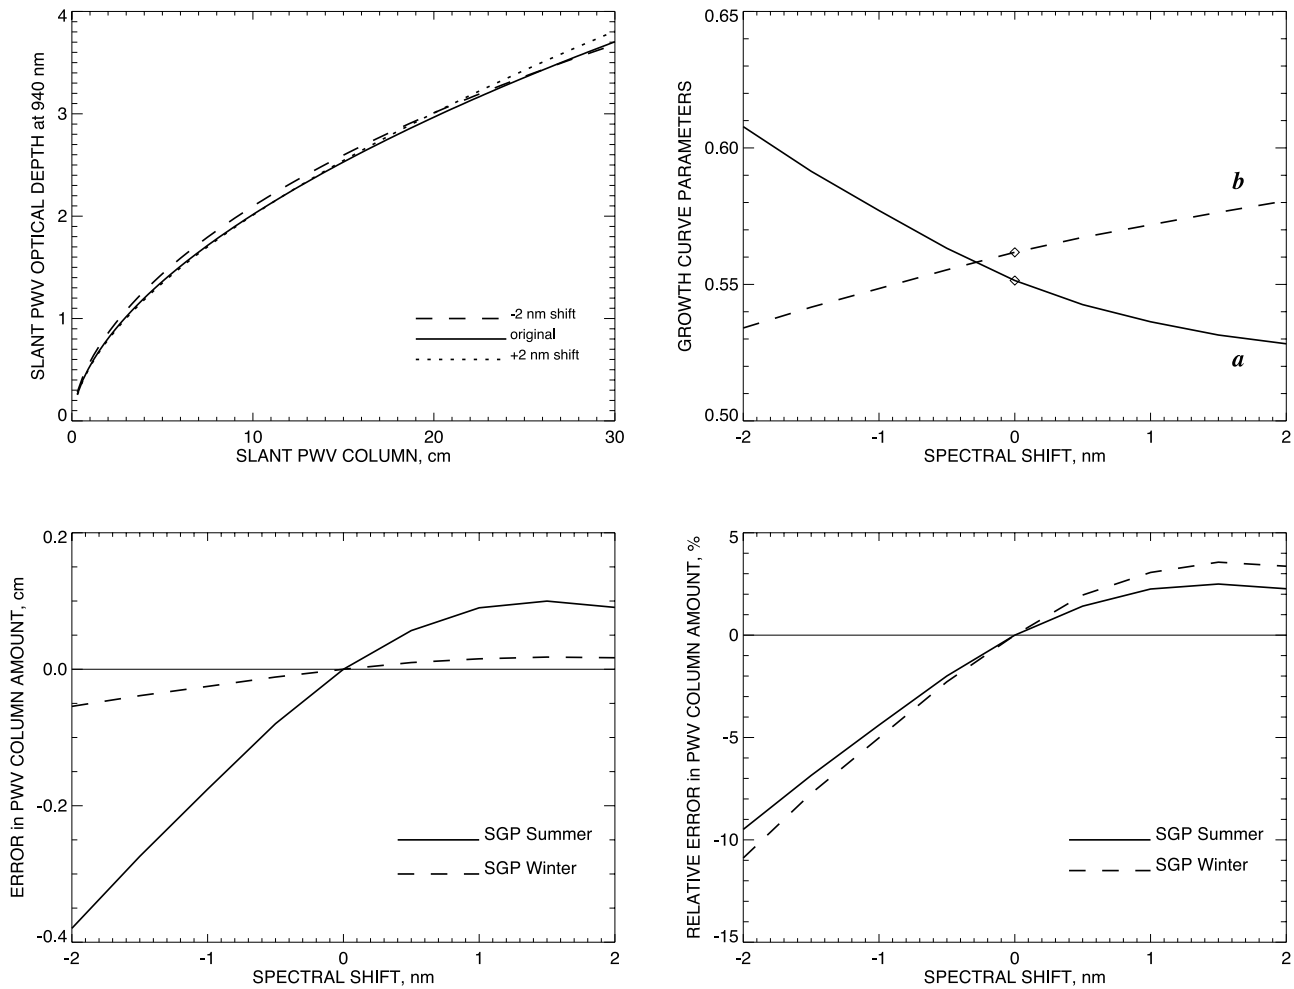 4
3
2
1
0
0
10
20
30
SLANT PWV OPTICAL DEPTH at 940 nm
SLANT PWV COLUMN, cm
-2 nm shift
original
+2 nm shift
0.65
0.60
0.55
0.50
-2
-1
0
1
2
GROWTH CURVE PARAMETERS
SPECTRAL SHIFT, nm
b
a
0.2
0.0
-0.2
-0.4
-2
-1
0
1
2
ERROR in PWV COLUMN AMOUNT, cm
SPECTRAL SHIFT, nm
SGP Summer
SGP Winter
5
0
-5
-10
-15
-2
-1
0
1
2
RELATIVE ERROR in PWV COLUMN AMOUNT, %
SPECTRAL SHIFT, nm
SGP Summer
SGP Winter